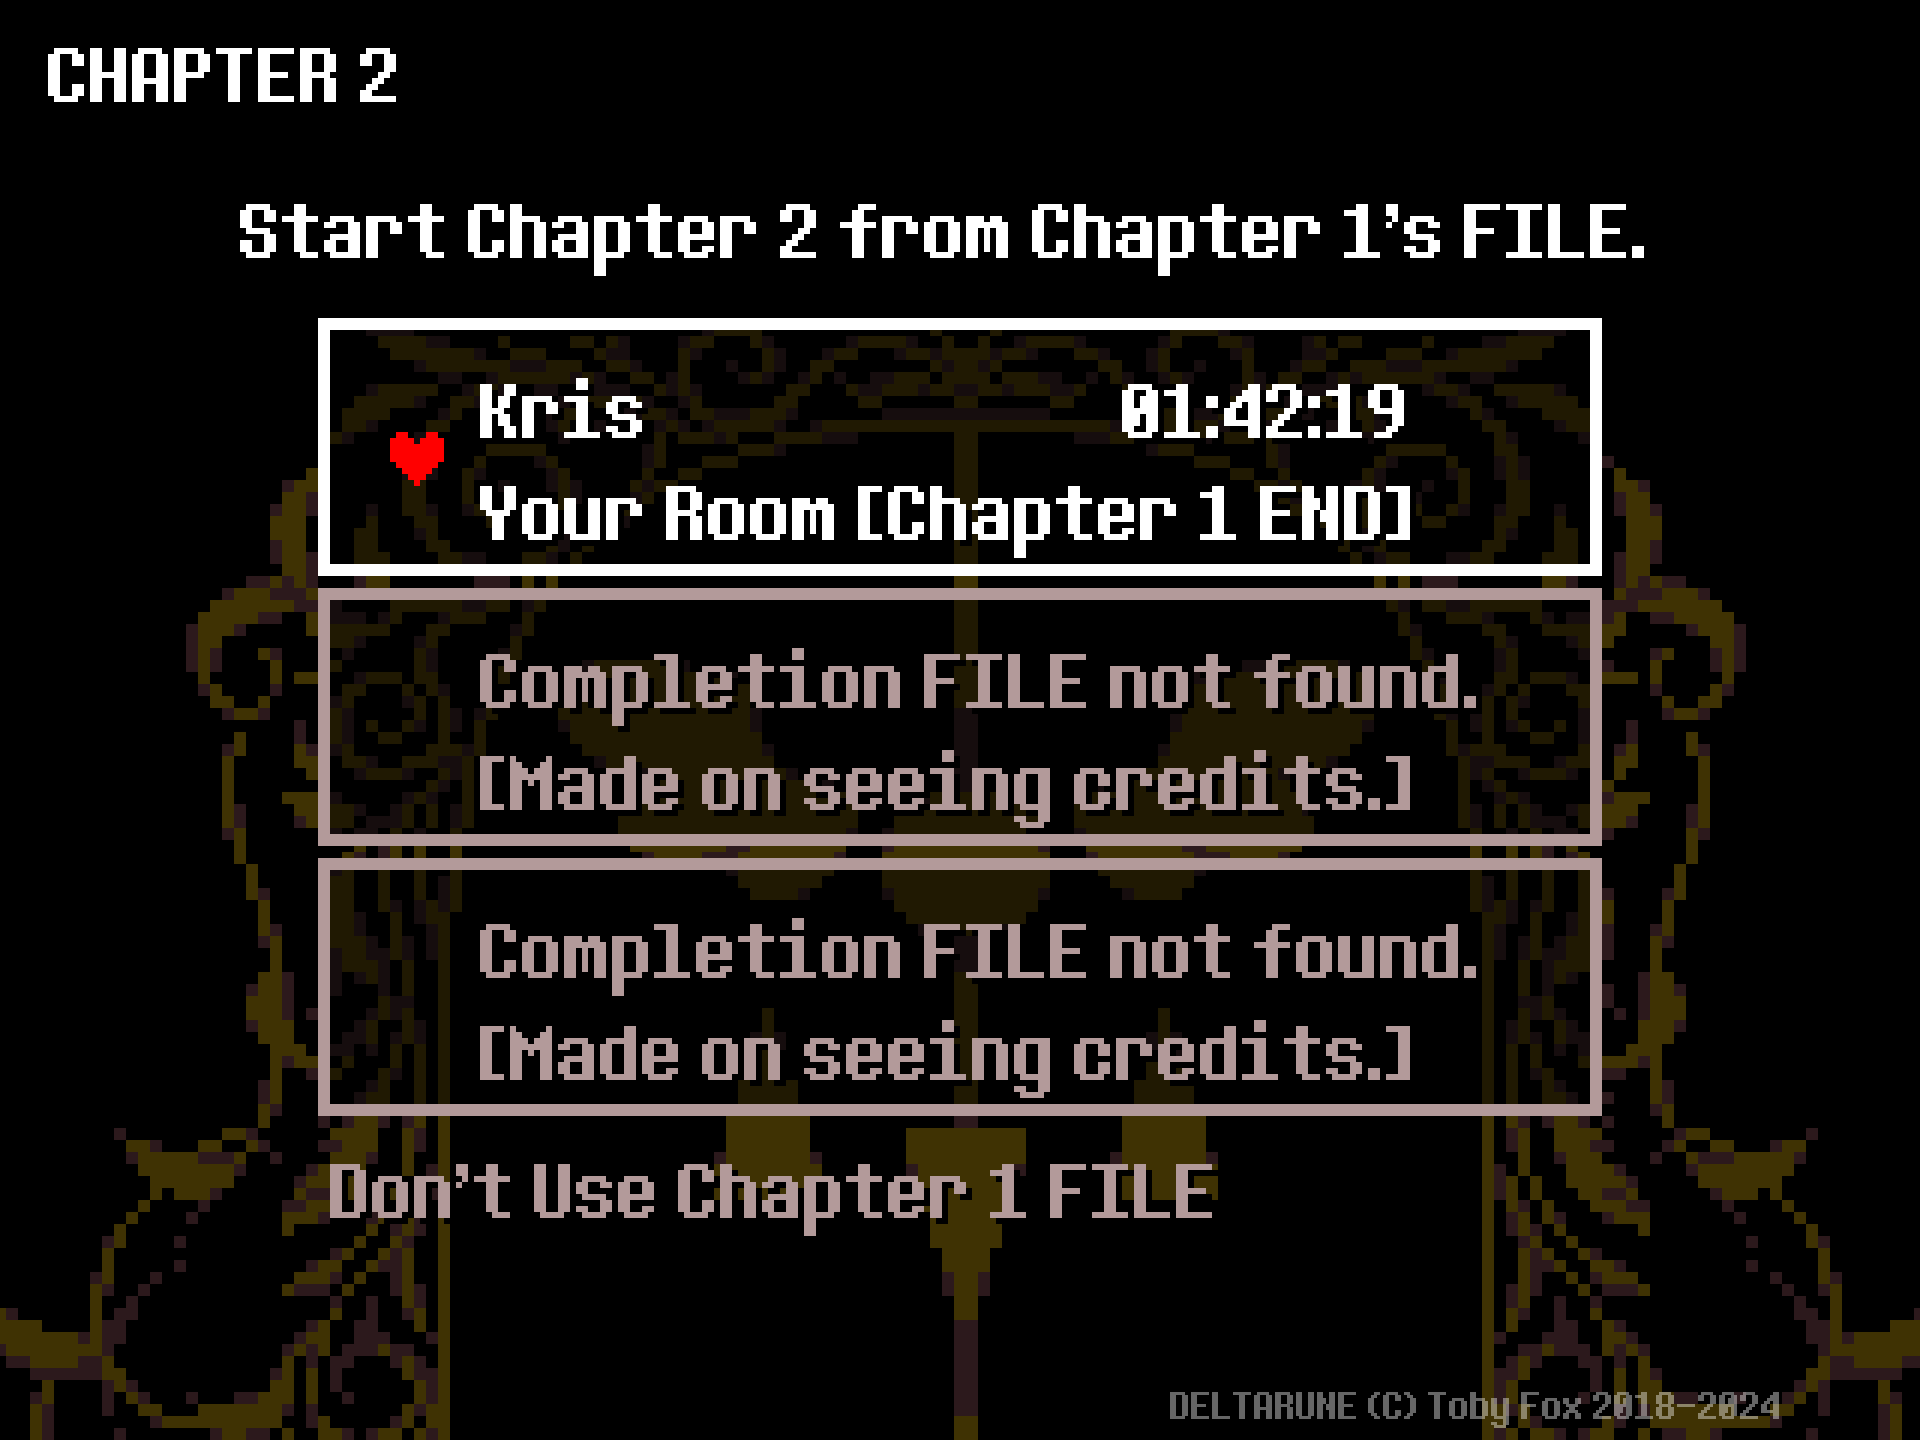 CHAPTER 2
Start Chapter 2 from Chapter 1's FILE.
Kris 01:42:19
Your Room [Chapter 1 END]
Completion FILE not found.
[Made on seeing credits.]
Completion FILE not found.
[Made on seeing credits.]
Don't Use Chapter 1 FILE
DELTARUNE (C) Toby Fox 2018-2024